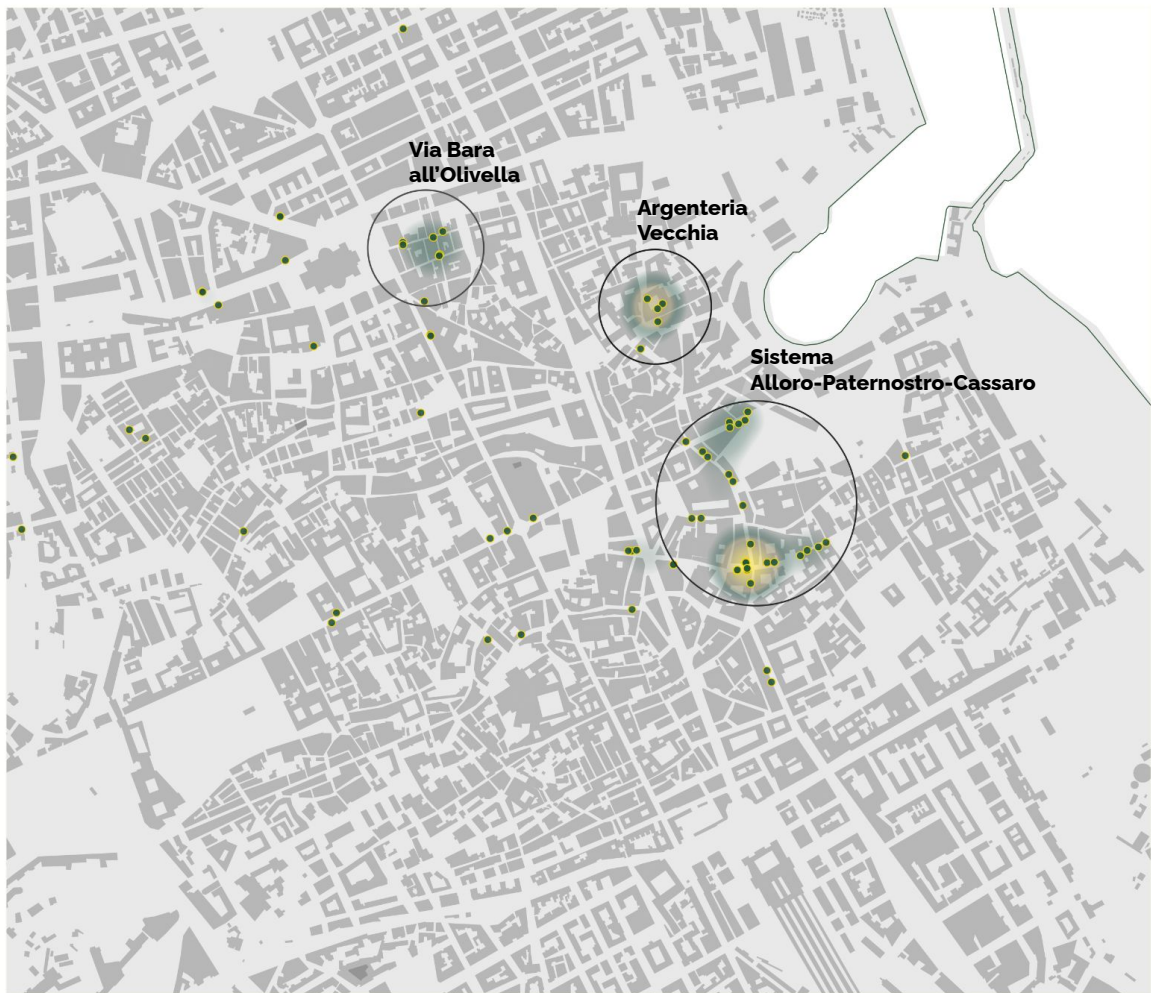 Via Bara
all'Olivella
Argenteria
Vecchia
Sistema
Alloro-Paternostro-Cassaro